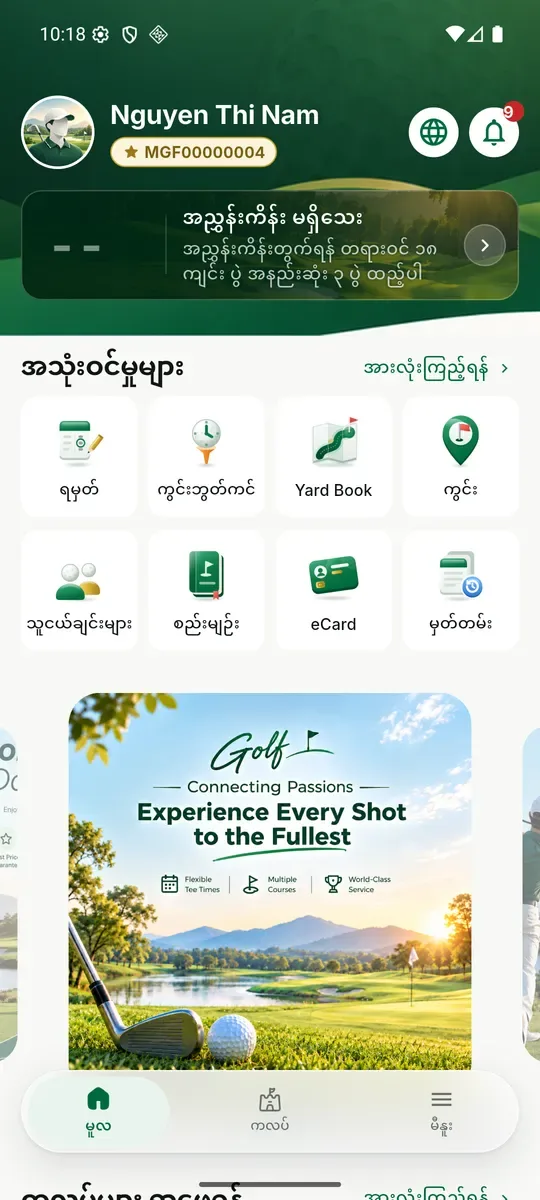 10:18
Nguyen Thi Nam
MGF00000004
9
အညွှန်းကိန်း မရှိသေး
အညွှန်းကိန်းတွက်ရန် တရားဝင် ၁၈
ကျင်း ပွဲ အနည်းဆုံး ၃ ပွဲ ထည့်ပါ
အသုံးဝင်မှုများ
အားလုံးကြည့်ရန်
ရမှတ်
ကွင်းဘွတ်ကင်
Yard Book
ကွင်း
သူငယ်ချင်းများ
စည်းမျဉ်း
eCard
မှတ်တမ်း
Golf
Connecting Passions
Experience Every Shot
to the Fullest
Flexible
Tee Times
Multiple
Courses
World-Class
Service
Enjo
မူလ
ကလပ်
မီနူး
အားလုံးကြည့်ရန်